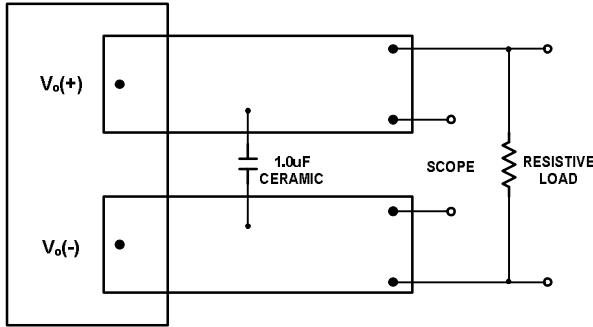 Vo(+)
1.0uF
CERAMIC
SCOPE
RESISTIVE
LOAD
Vo(-)